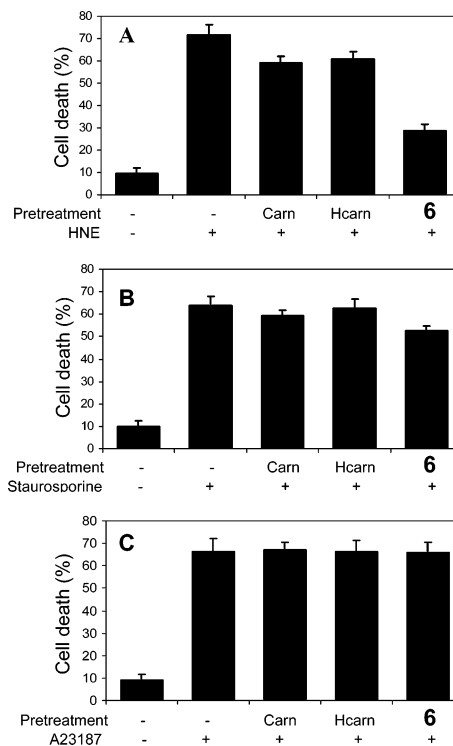 A
Cell death (%)
80
70
60
50
40
30
20
10
0
Pretreatment - - Carn Hcarn 6
HNE - + + + +
B
Cell death (%)
80
70
60
50
40
30
20
10
0
Pretreatment - - Carn Hcarn 6
Staurosporine - + + + +
C
Cell death (%)
80
70
60
50
40
30
20
10
0
Pretreatment - - Carn Hcarn 6
A23187 - + + + +